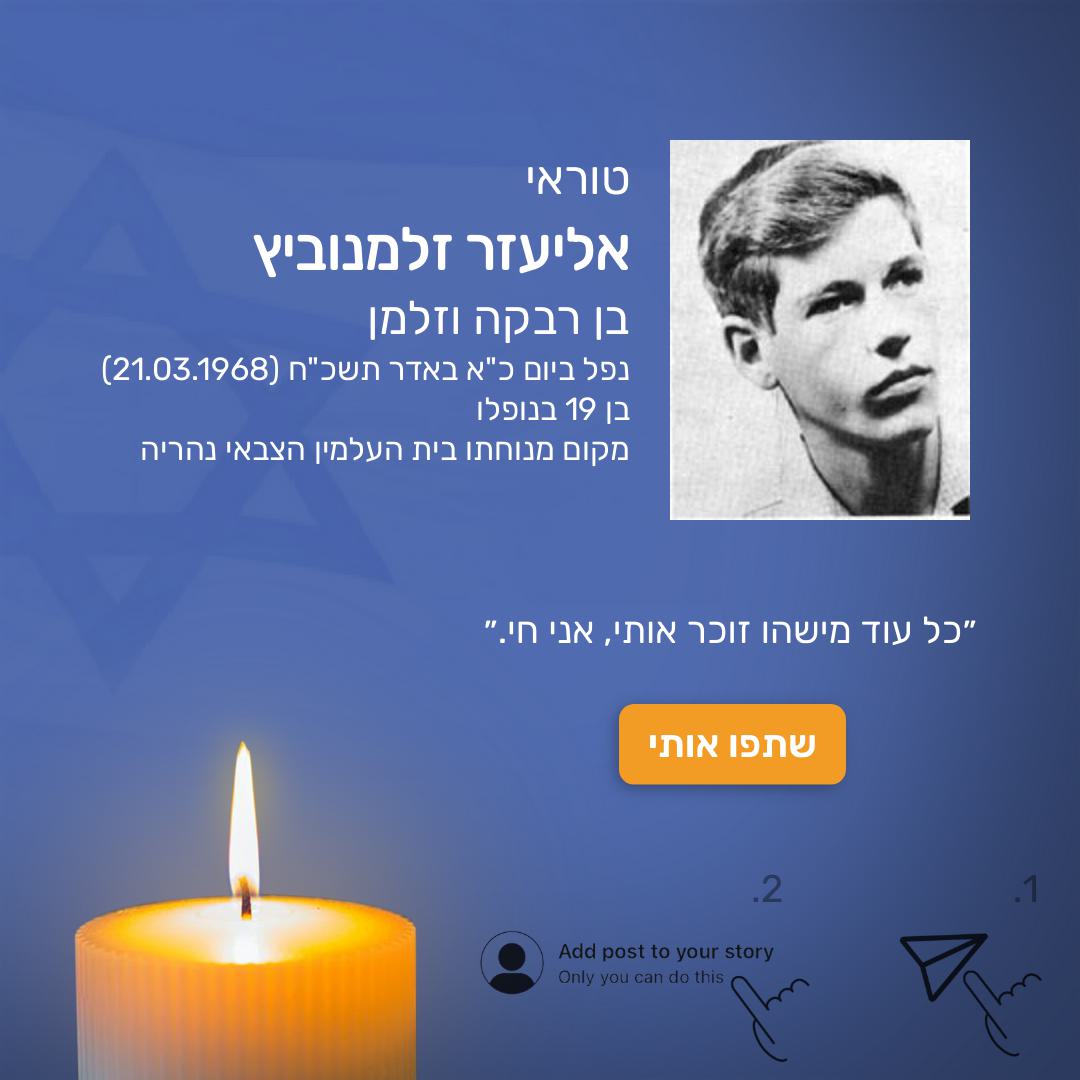 טוראי
אליעזר זלמנוביץ
בן רבקה וזלמן
נפל ביום כ"א באדר תשכ"ח (21.03.1968)
בן 19 בנופלו
מקום מנוחתו בית העלמין הצבאי נהריה
״כל עוד מישהו זוכר אותי, אני חי.״
שתפו אותי
.1
.2
Add post to your story
Only you can do this